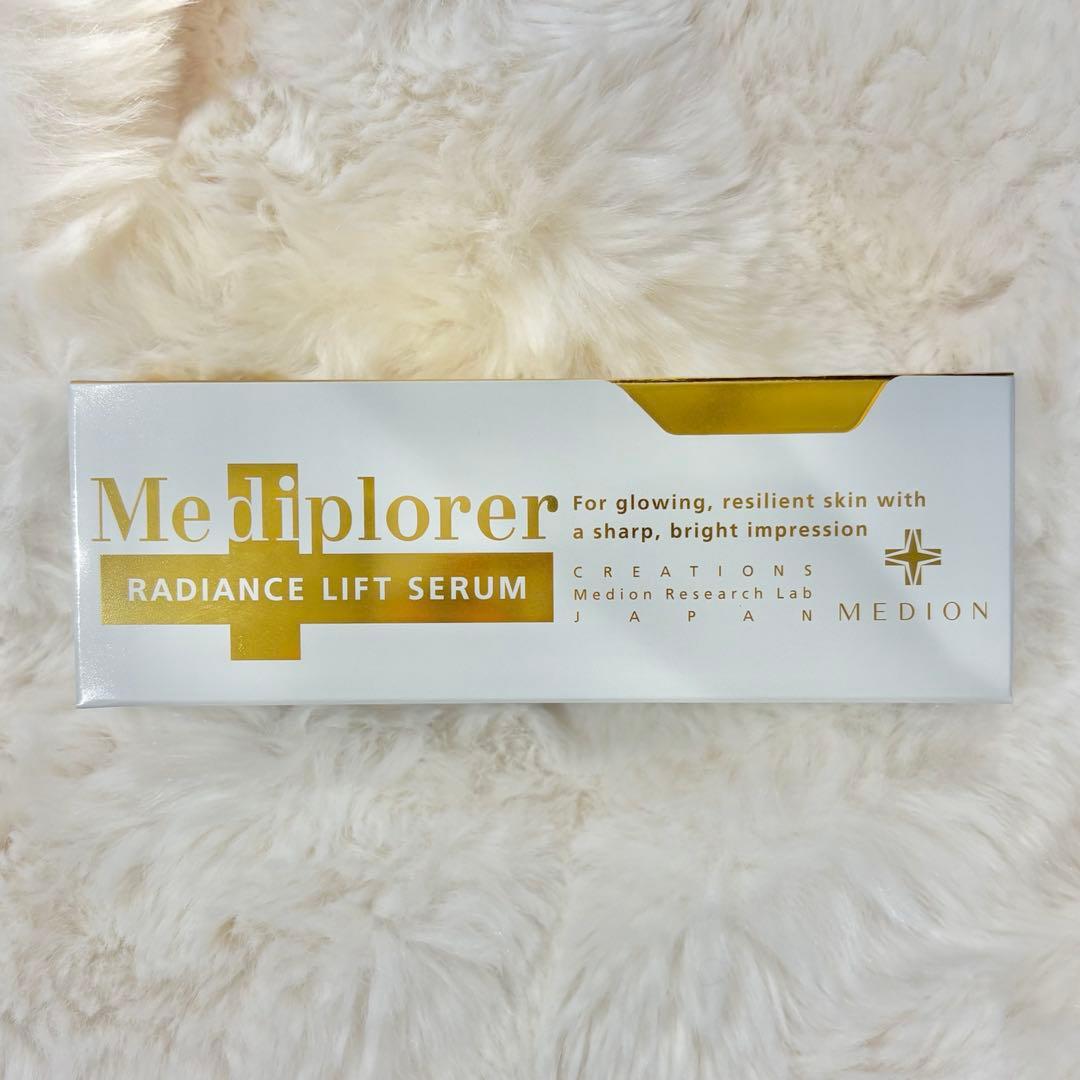 Mediplorer
RADIANCE LIFT SERUM
For glowing, resilient skin with
a sharp, bright impression
CREATIONS
Medion Research Lab
JAPAN
MEDION